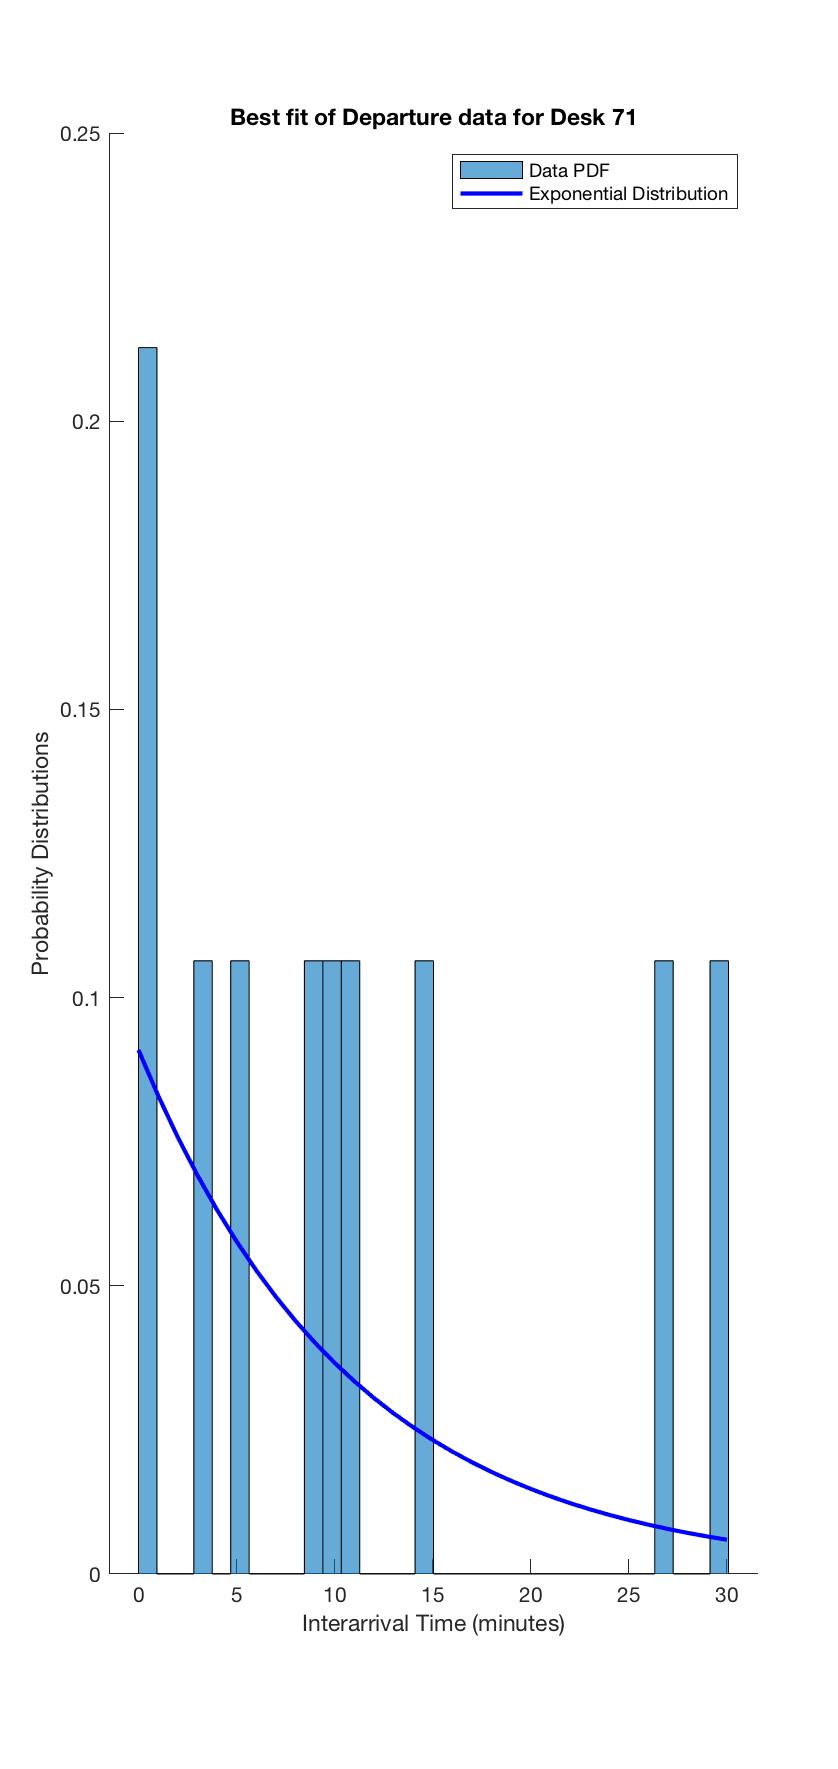 Best fit of Departure data for Desk 71
Data PDF
Exponential Distribution
0.25
0.2
0.15
0.1
0.05
0
Probability Distributions
0 5 10 15 20 25 30
Interarrival Time (minutes)